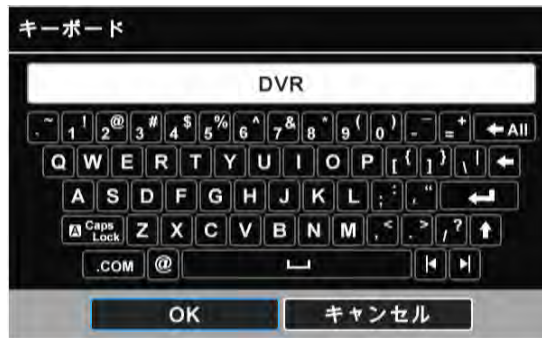 キーボード
DVR
. ~ 1 ! 2 @ 3 # 4 $ 5 % 6 ^ 7 & 8 * 9 ( 0 ) - _ = + ←All
Q W E R T Y U I O P [ { ] } \ | ←
A S D F G H J K L ; : , "
A Caps Lock Z X C V B N M , < . > , ? ↑
.COM @
OK キャンセル